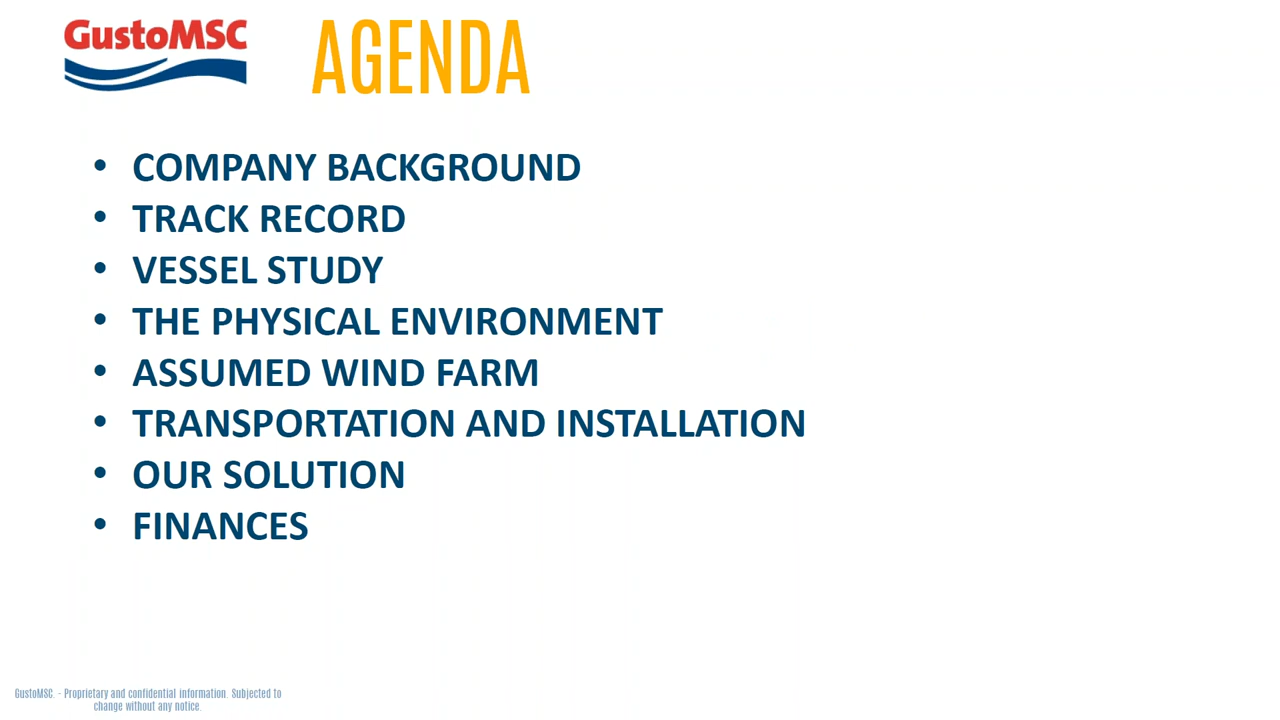 GustoMSC
AGENDA
• COMPANY BACKGROUND
• TRACK RECORD
• VESSEL STUDY
• THE PHYSICAL ENVIRONMENT
• ASSUMED WIND FARM
• TRANSPORTATION AND INSTALLATION
• OUR SOLUTION
• FINANCES
GustoMSC. - Proprietary and confidential information. Subjected to
change without any notice.